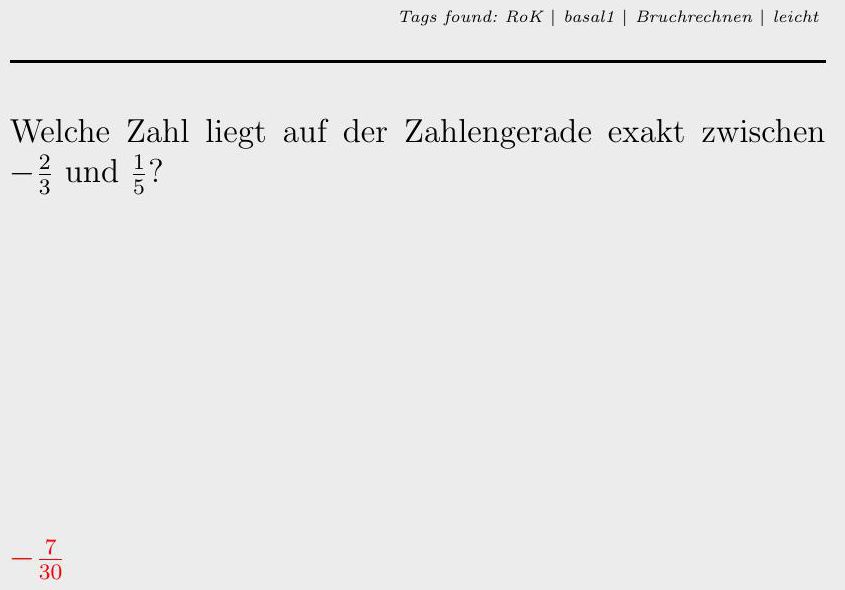 Tags found: RoK | basal1 | Bruchrechnen | leicht
Welche Zahl liegt auf der Zahlengerade exakt zwischen
$-\frac{2}{3}$ und $\frac{1}{5}$?
$-\frac{7}{30}$